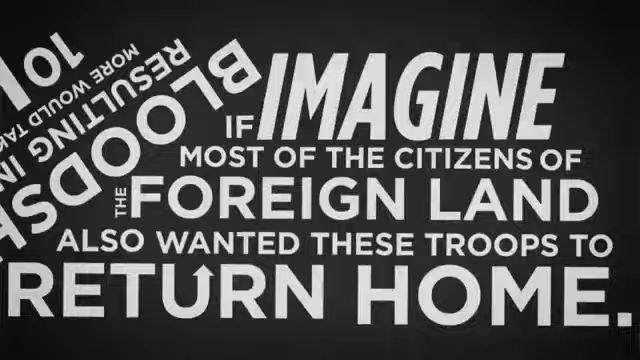 10
MORE WOULD TAK
RESULTING IN
BLOODSH
IMAGINE
IF
MOST OF THE CITIZENS OF
THE FOREIGN LAND
ALSO WANTED THESE TROOPS TO
RETURN HOME.